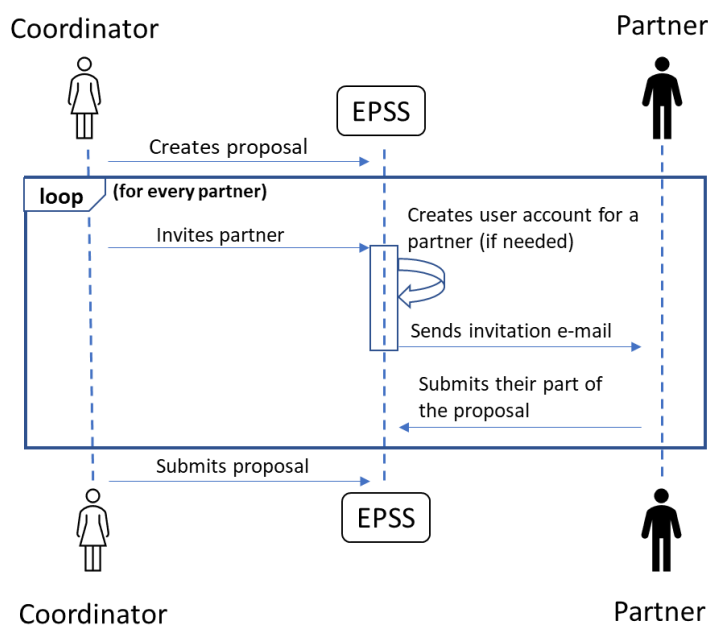 Coordinator
Partner
EPSS
Creates proposal
loop
(for every partner)
Creates user account for a
partner (if needed)
Invites partner
Sends invitation e-mail
Submits their part of
the proposal
Submits proposal
EPSS
Coordinator
Partner